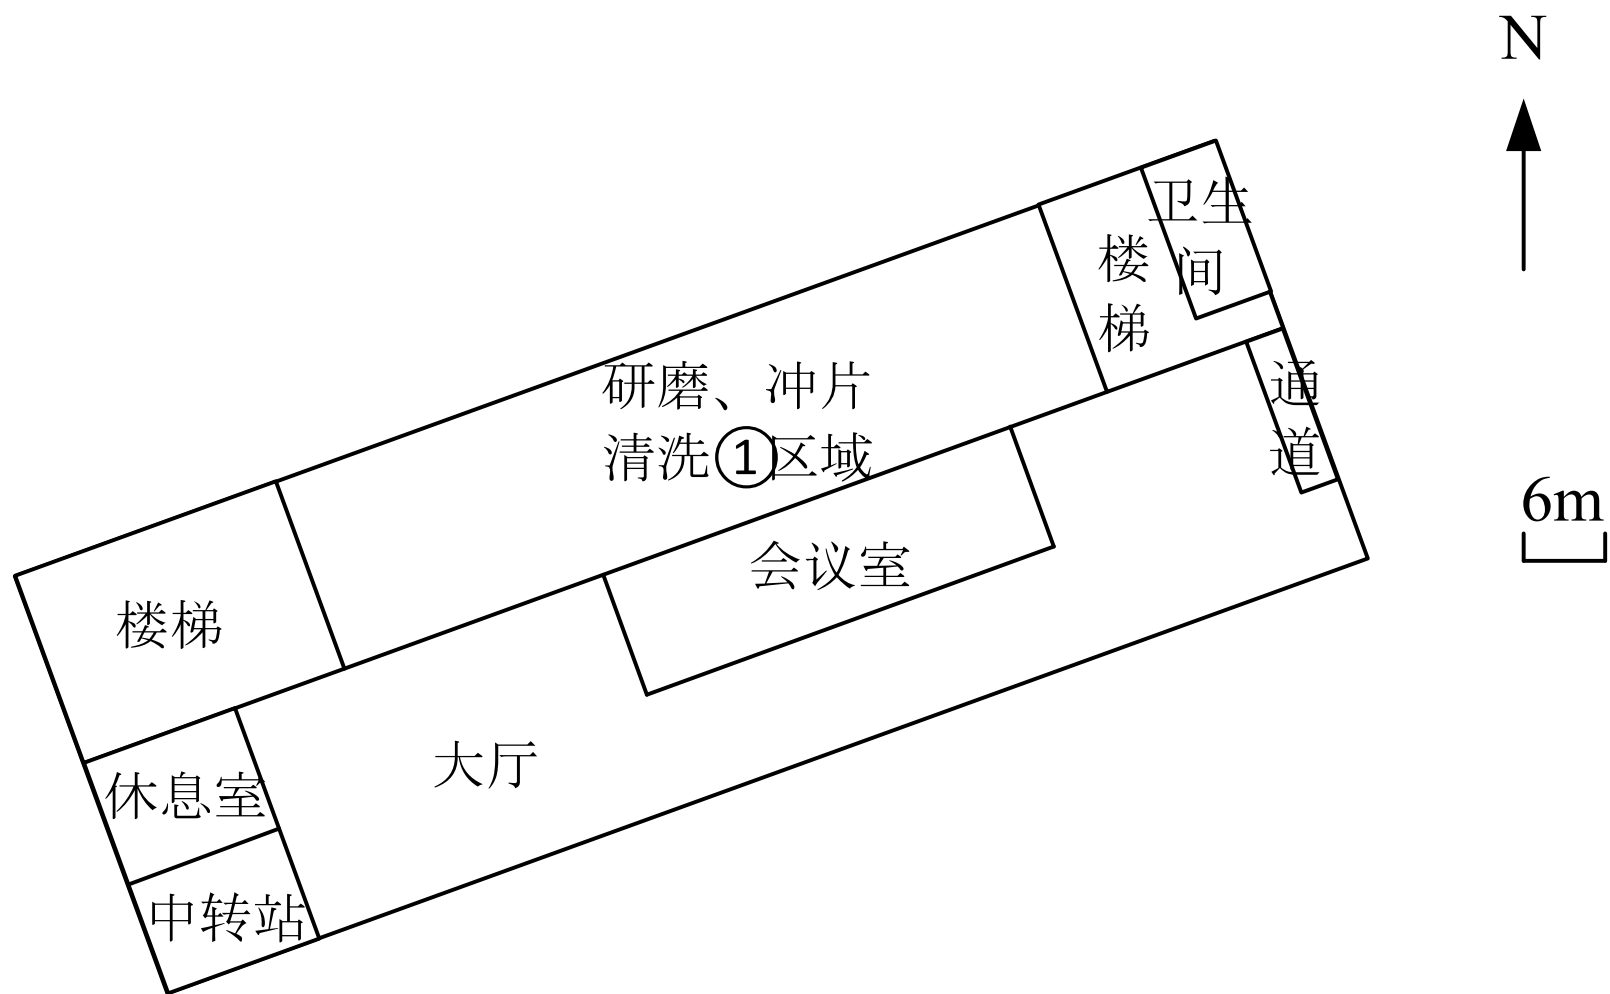 N
卫生
间
楼
梯
研磨、冲片
清洗①区域
通
道
6m
会议室
楼梯
大厅
休息室
中转站